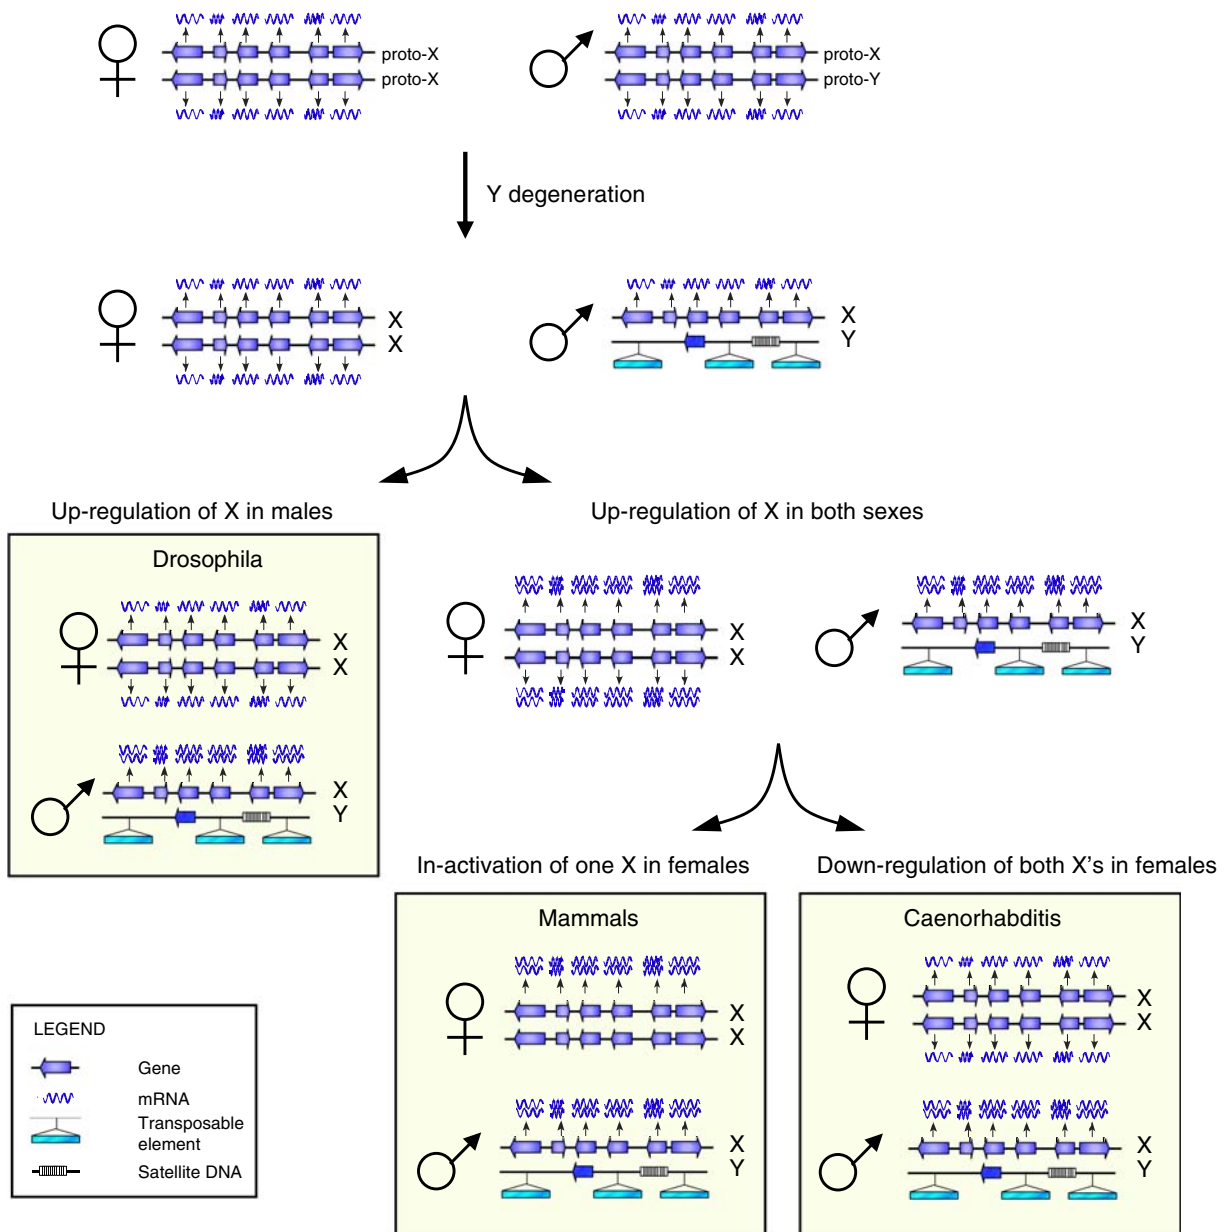 proto-X
proto-X
proto-X
proto-Y
Y degeneration
X
X
X
Y
Up-regulation of X in males
Up-regulation of X in both sexes
Drosophila
X
X
X
Y
X
X
X
Y
In-activation of one X in females
Down-regulation of both X's in females
Mammals
X
X
X
Y
Caenorhabditis
X
X
X
Y
LEGEND
Gene
mRNA
Transposable
element
Satellite DNA